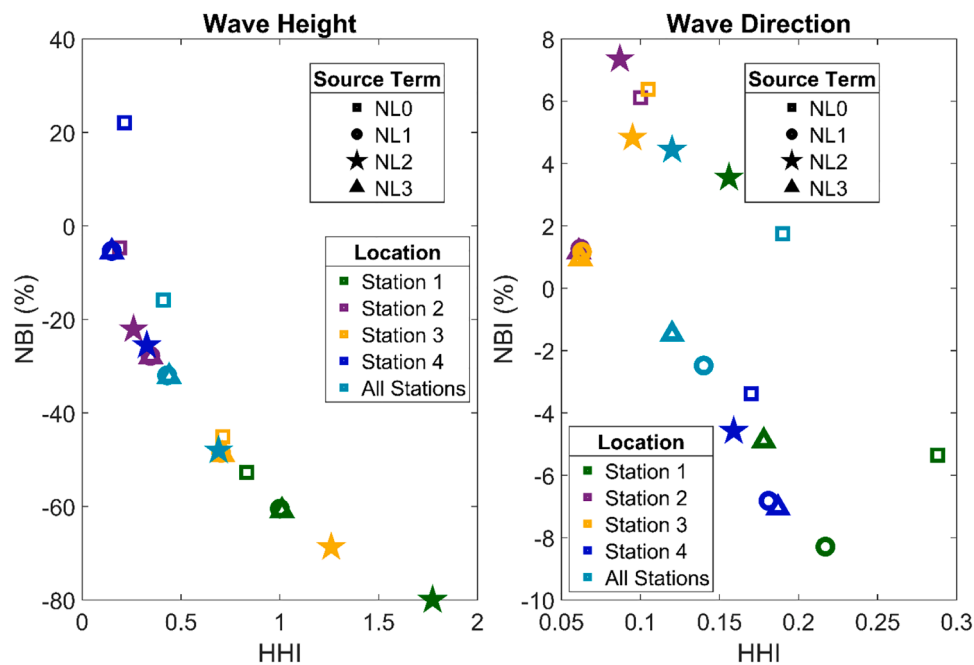 Wave Height
40
20
0
-20
-40
-60
-80
NBI (%)
0
0.5
1
1.5
2
HHI
Source Term
NL0
NL1
NL2
NL3
Location
Station 1
Station 2
Station 3
Station 4
All Stations
Wave Direction
8
6
4
2
0
-2
-4
-6
-8
-10
NBI (%)
0.05
0.1
0.15
0.2
0.25
0.3
HHI
Source Term
NL0
NL1
NL2
NL3
Location
Station 1
Station 2
Station 3
Station 4
All Stations